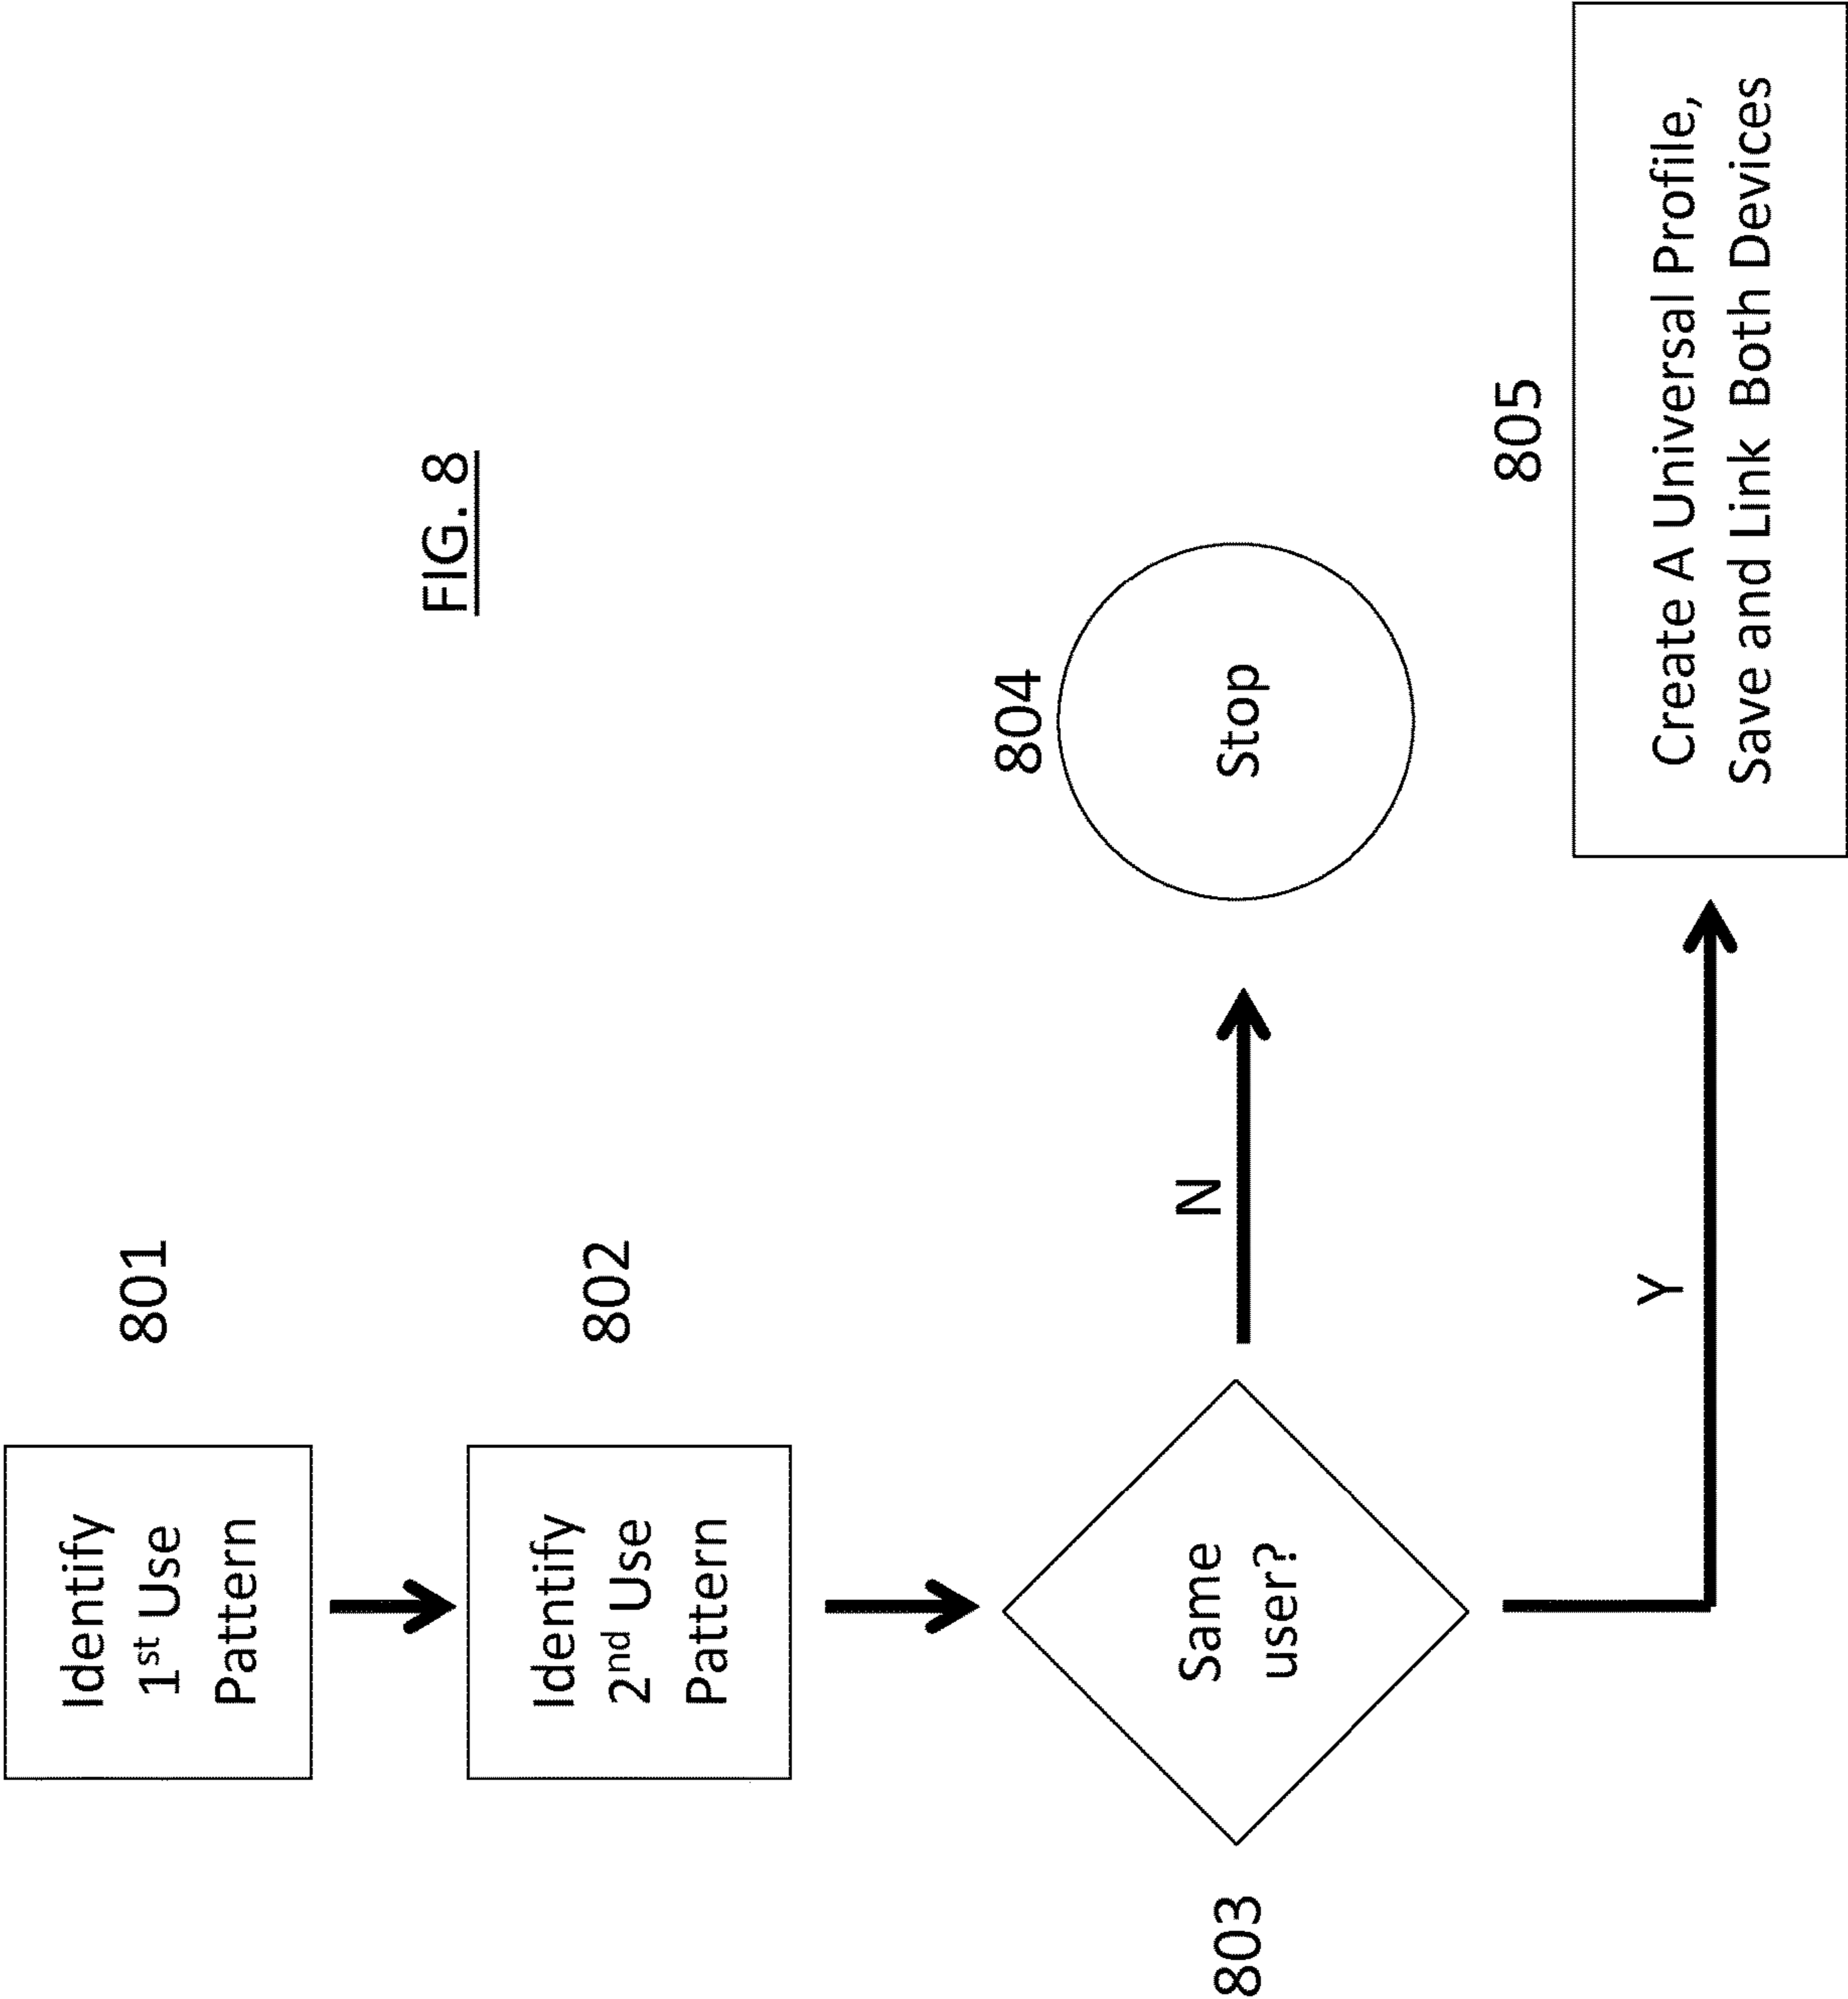 FIG. 8
801
Identify
1st Use
Pattern
802
Identify
2nd Use
Pattern
803
Same
user?
N
804
Stop
Y
805
Create A Universal Profile,
Save and Link Both Devices